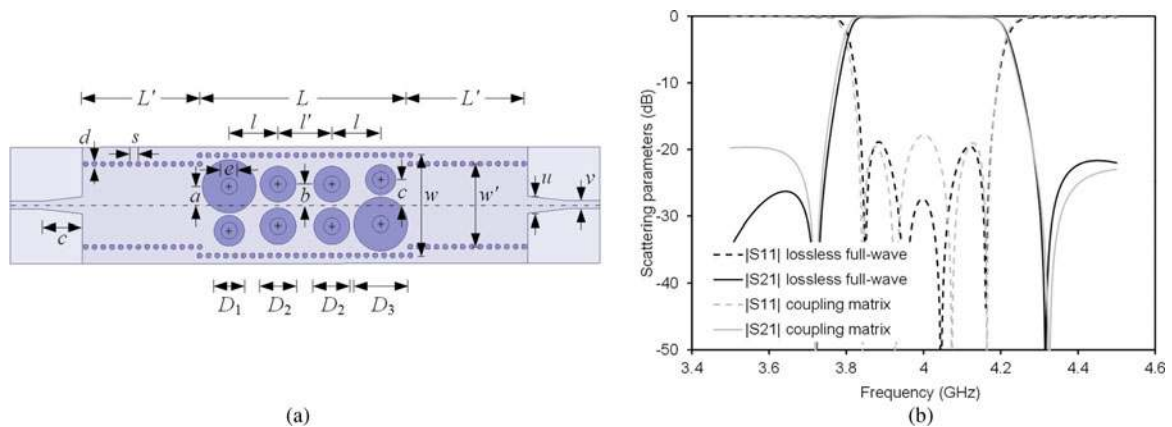 L' L L'
l l' l
d s
e
a b c w w' u v
c
D1 D2 D2 D3
(a)
0
-10
-20
-30
-40
-50
Scattering parameters (dB)
|S11| lossless full-wave
|S21| lossless full-wave
|S11| coupling matrix
|S21| coupling matrix
3.4 3.6 3.8 4 4.2 4.4 4.6
Frequency (GHz)
(b)